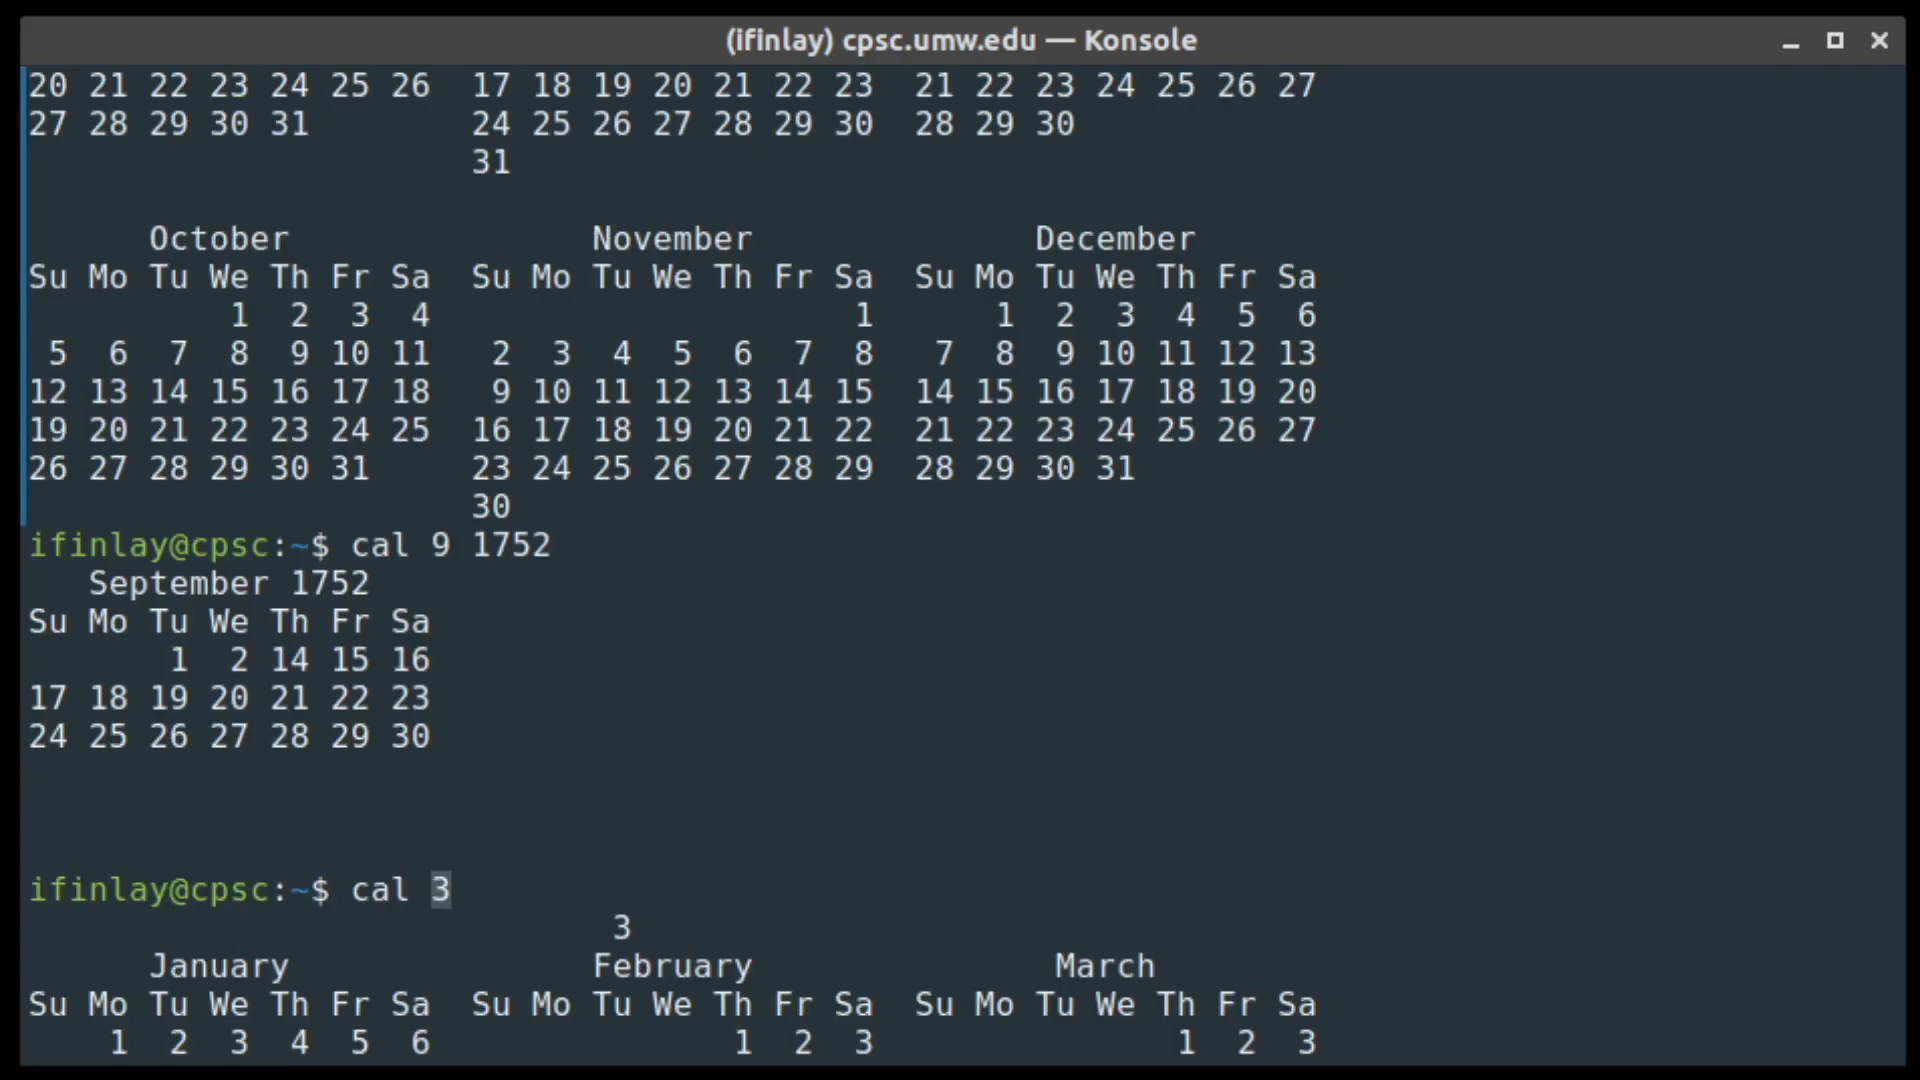 (ifinlay) cpsc.umw.edu — Konsole
20 21 22 23 24 25 26  17 18 19 20 21 22 23  21 22 23 24 25 26 27
27 28 29 30 31        24 25 26 27 28 29 30  28 29 30
                      31
      October               November              December
Su Mo Tu We Th Fr Sa  Su Mo Tu We Th Fr Sa  Su Mo Tu We Th Fr Sa
          1  2  3  4                     1      1  2  3  4  5  6
 5  6  7  8  9 10 11   2  3  4  5  6  7  8   7  8  9 10 11 12 13
12 13 14 15 16 17 18   9 10 11 12 13 14 15  14 15 16 17 18 19 20
19 20 21 22 23 24 25  16 17 18 19 20 21 22  21 22 23 24 25 26 27
26 27 28 29 30 31     23 24 25 26 27 28 29  28 29 30 31
                      30
ifinlay@cpsc:~$ cal 9 1752
   September 1752
Su Mo Tu We Th Fr Sa
       1  2 14 15 16
17 18 19 20 21 22 23
24 25 26 27 28 29 30
ifinlay@cpsc:~$ cal 3
                             3
      January               February               March
Su Mo Tu We Th Fr Sa  Su Mo Tu We Th Fr Sa  Su Mo Tu We Th Fr Sa
    1  2  3  4  5  6               1  2  3               1  2  3